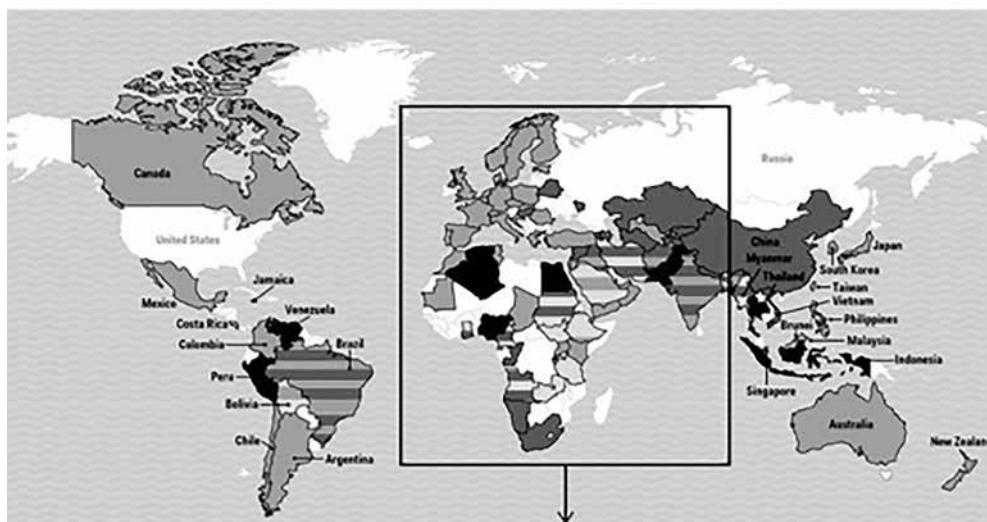 Canada
Russia
United States
China
Japan
Myanmar
South Korea
Thailand
Jamaica
Taiwan
Mexico
Vietnam
Venezuela
Costa Rica
Philippines
Brunei
Colombia
Brazil
Malaysia
Indonesia
Peru
Singapore
Bolivia
Australia
Chile
New Zealand
Argentina